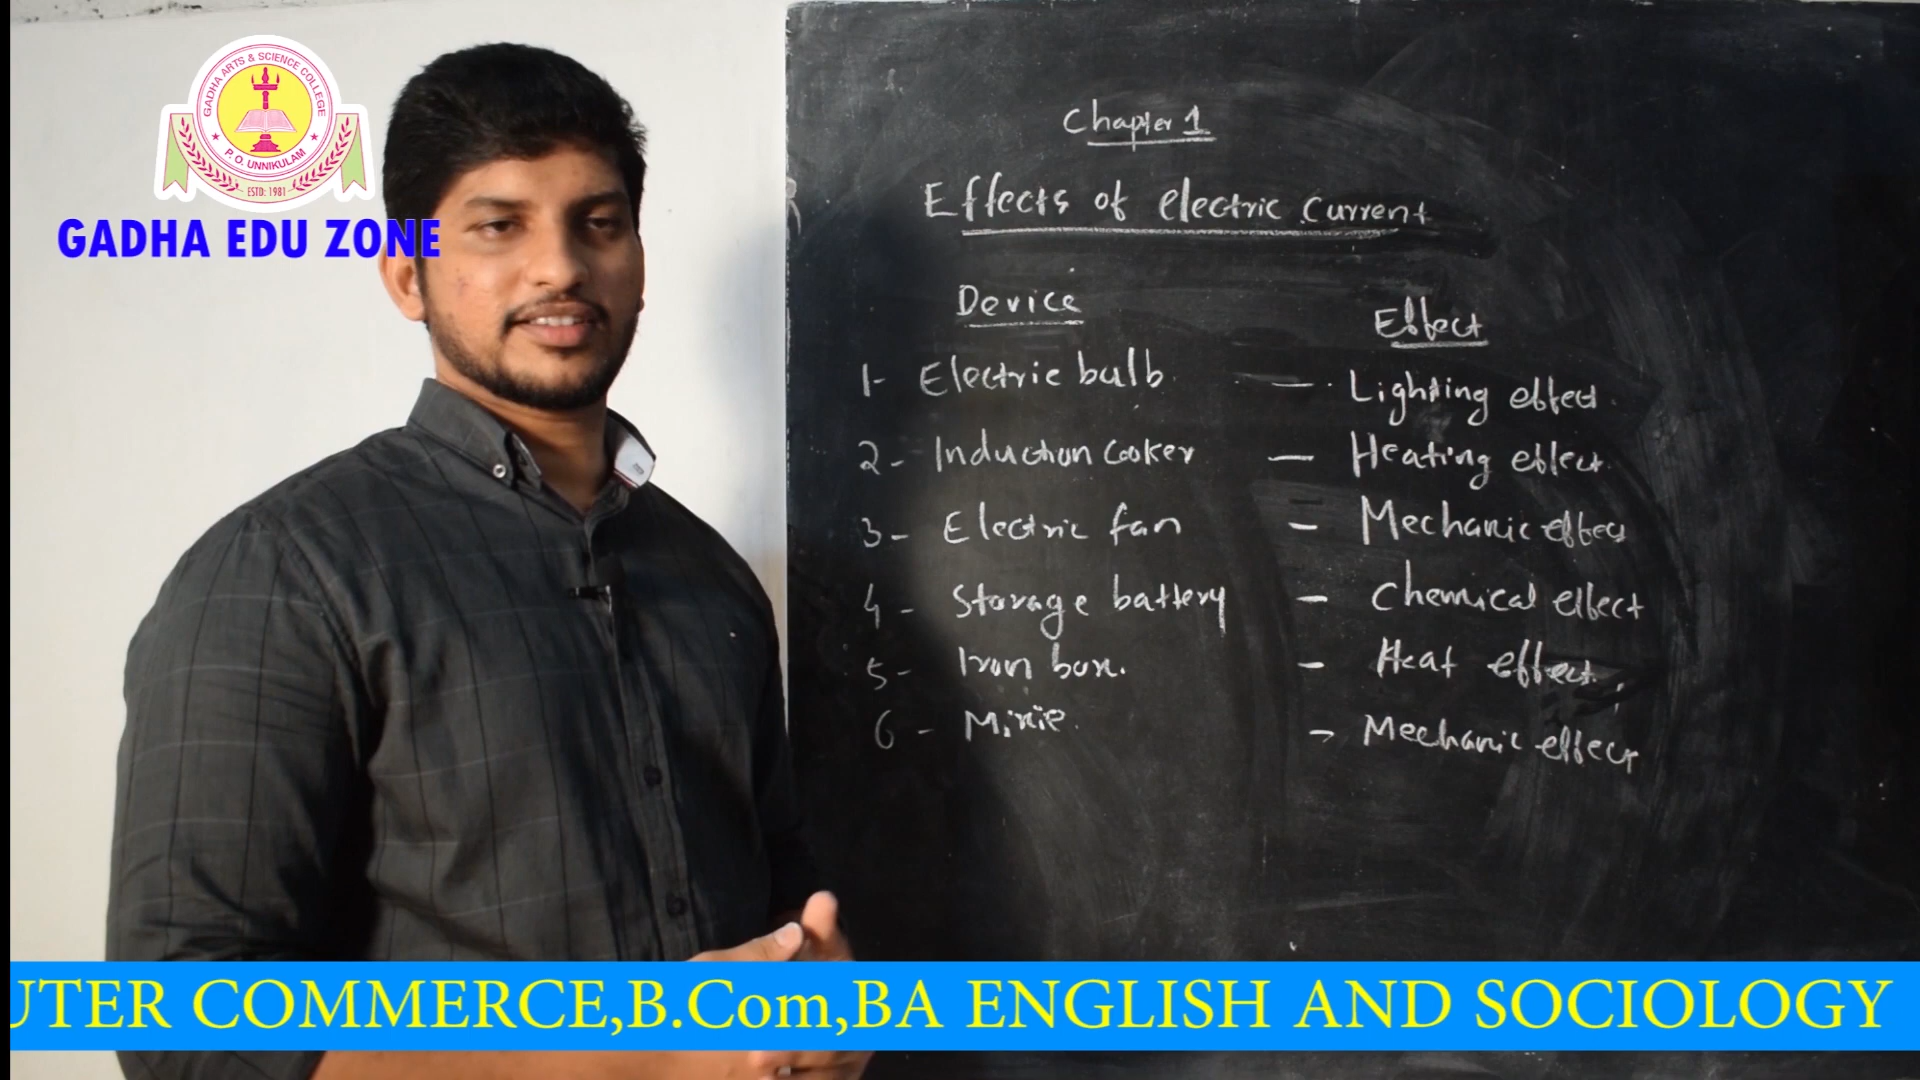 GADHA ARTS & SCIENCE COLLEGE
P. O. UNNIKULAM
ESTD: 1981
GADHA EDU ZONE
Chapter 1
Effects of electric current
Device Effect
1- Electric bulb — Lighting effect
2- Induction Cooker — Heating effect
3- Electric fan - Mechanic effect
4- Storage battery - Chemical effect
5- Iron box. - Heat effect
6- Mixie. - Mechanic effect
UTER COMMERCE,B.Com,BA ENGLISH AND SOCIOLOGY